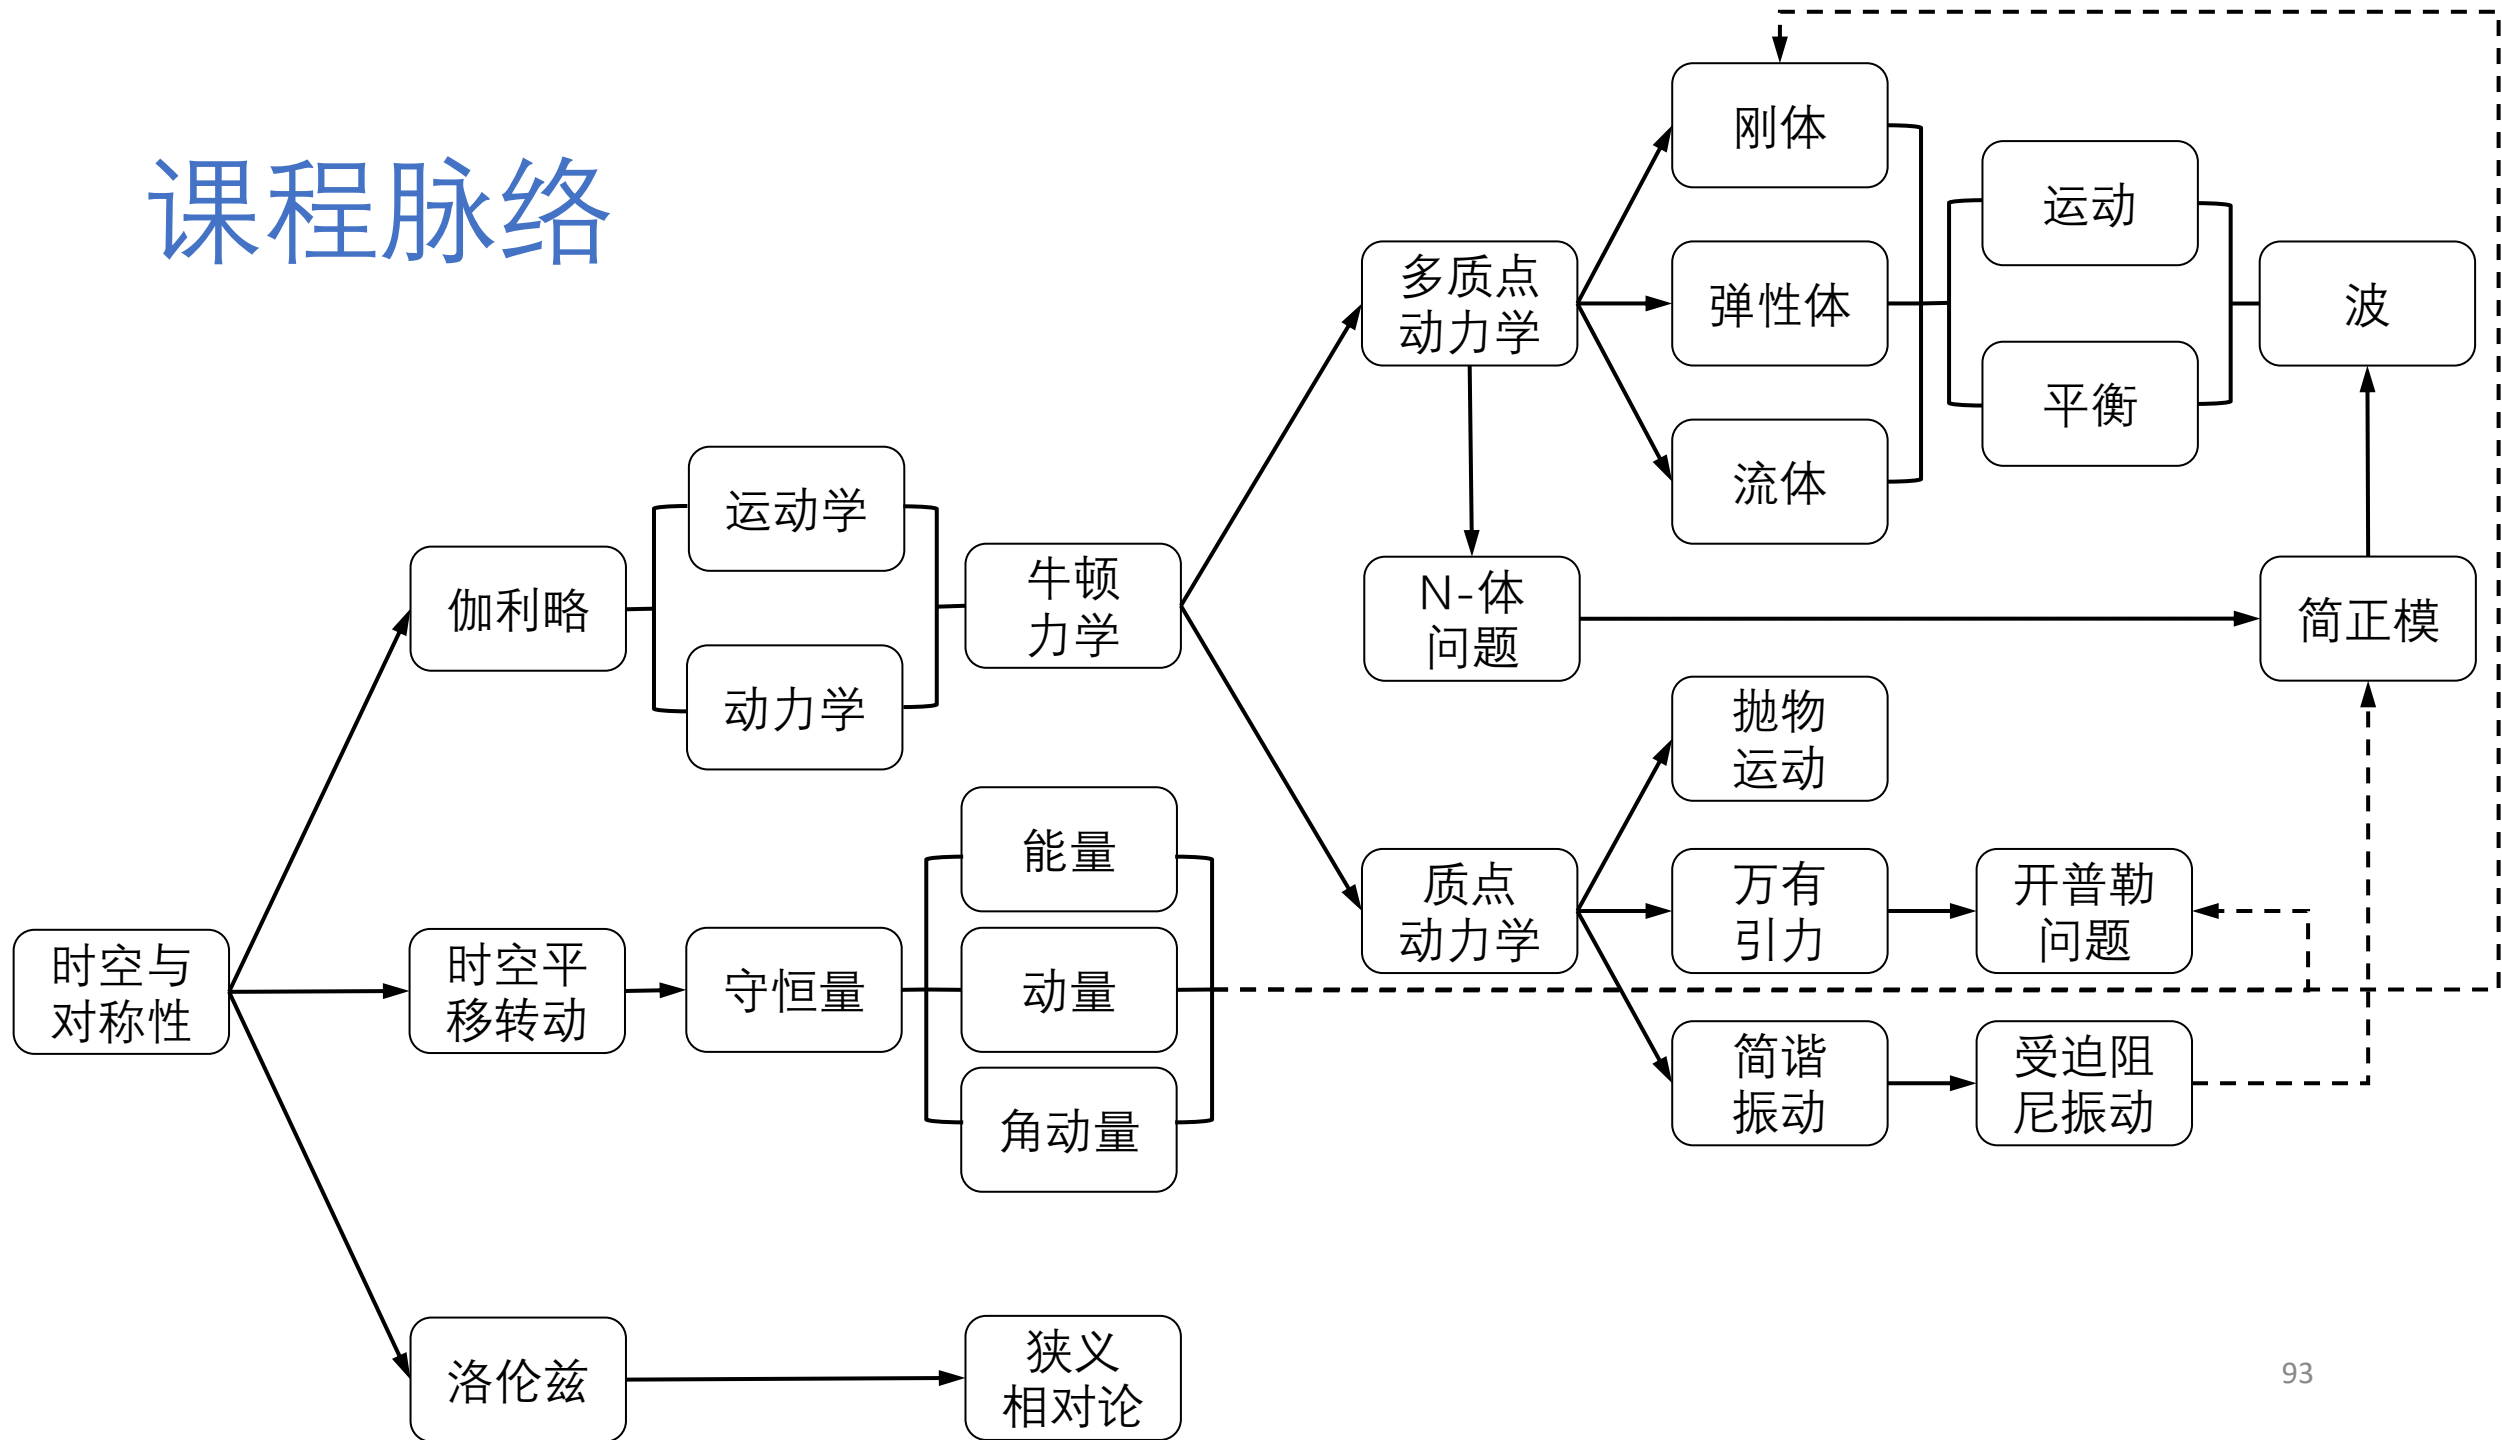 课程脉络
刚体
运动
多质点
动力学
弹性体
波
平衡
流体
运动学
伽利略
牛顿
力学
N-体
问题
简正模
动力学
抛物
运动
能量
质点
动力学
万有
引力
开普勒
问题
时空与
对称性
时空平
移转动
守恒量
动量
简谐
振动
受迫阻
尼振动
角动量
洛伦兹
狭义
相对论
93